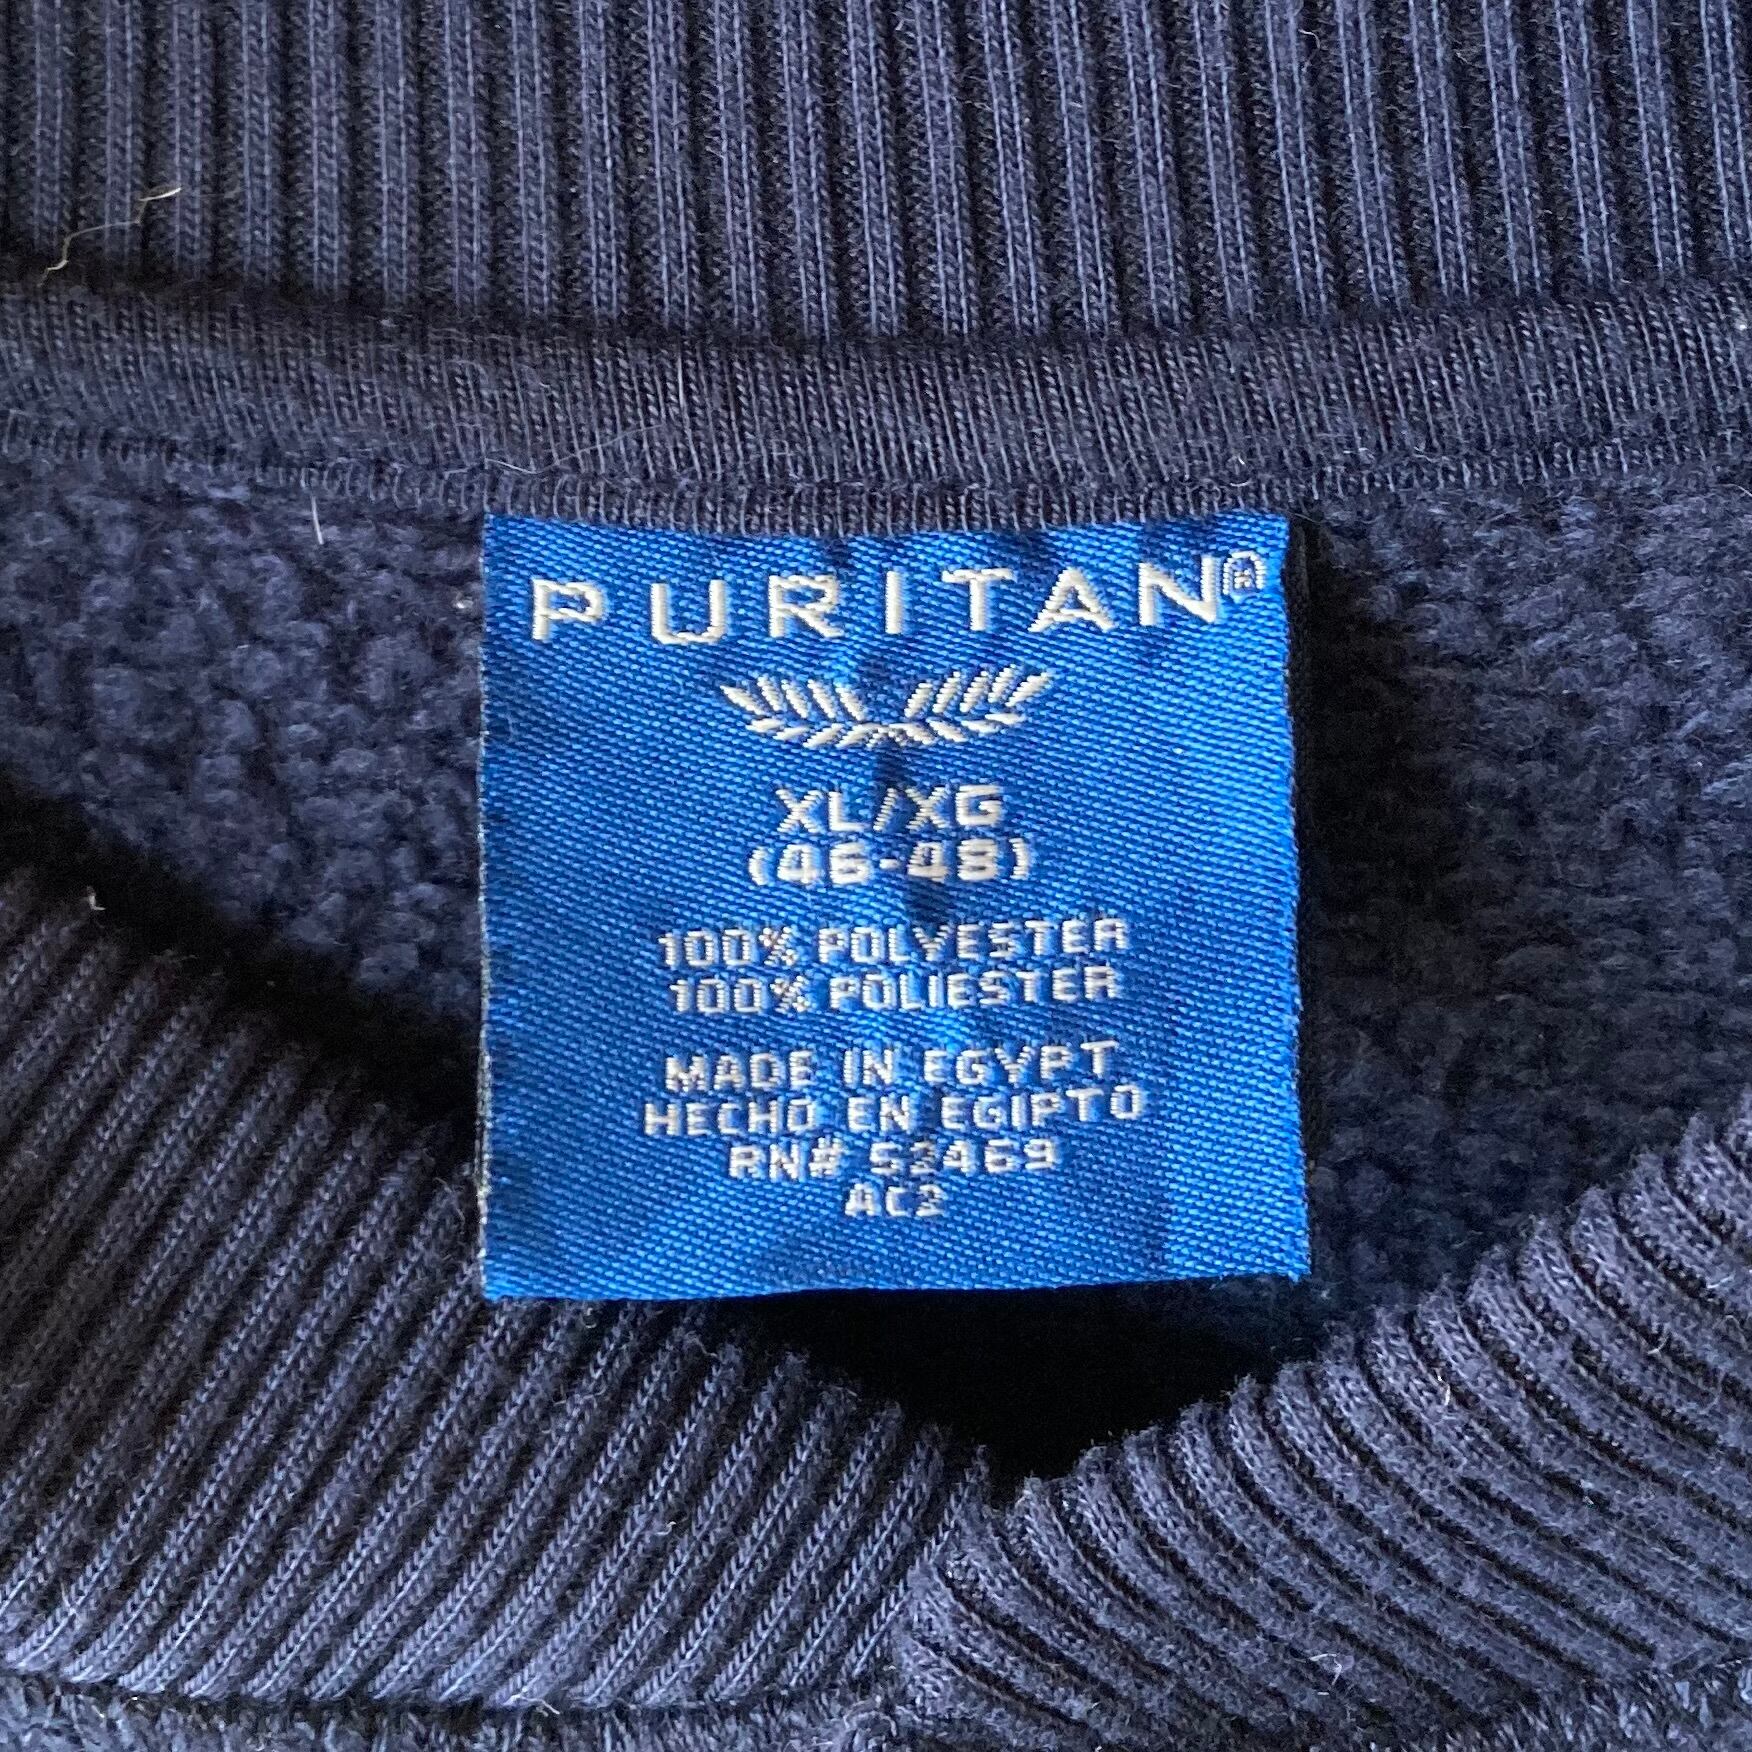 PURITAN®
XL/XG
(46-48)
100% POLYESTER
100% POLIESTER
MADE IN EGYPT
HECHO EN EGIPTO
RN# 52469
AC2